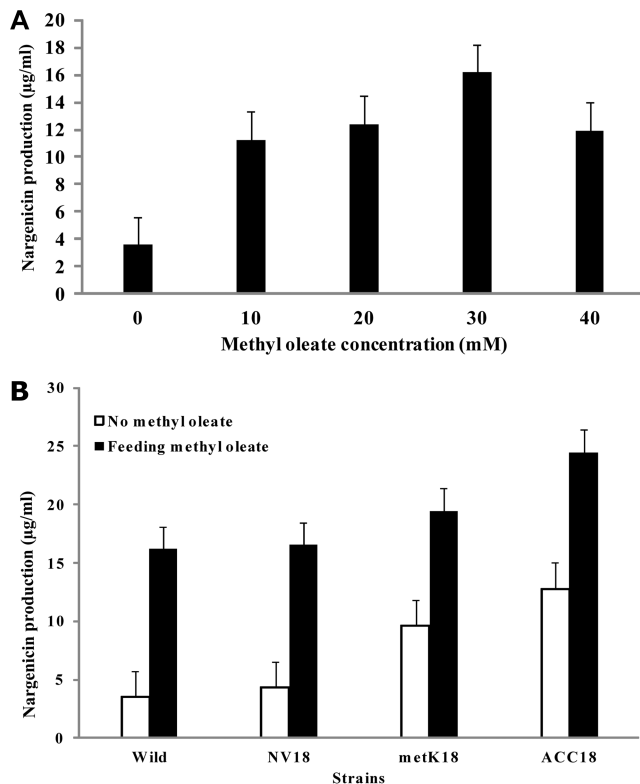 A
Nargenicin production (µg/ml)
20
18
16
14
12
10
8
6
4
2
0
0 10 20 30 40
Methyl oleate concentration (mM)
B
Nargenicin production (µg/ml)
30
25
20
15
10
5
0
No methyl oleate
Feeding methyl oleate
Wild NV18 metK18 ACC18
Strains